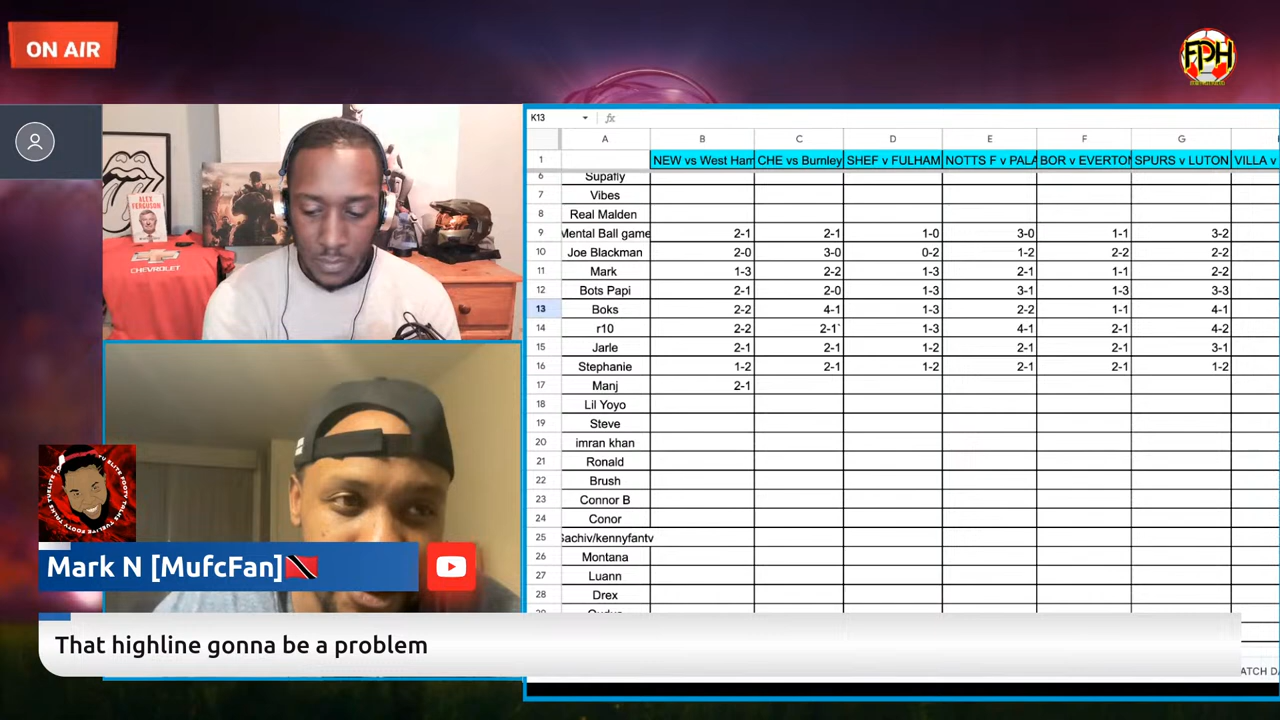 ON AIR
FPH
ALEX
FERGUSON
CHEVROLET
K13
fx
A B C D E F G
1 NEW vs West Ham CHE vs Burnley SHEF v FULHAM NOTTS F v PALA BOR v EVERTON SPURS v LUTON VILLA v
6 Supafly
7 Vibes
8 Real Malden
9 Mental Ball game 2-1 2-1 1-0 3-0 1-1 3-2
10 Joe Blackman 2-0 3-0 0-2 1-2 2-2 2-2
11 Mark 1-3 2-2 1-3 2-1 1-1 2-2
12 Bots Papi 2-1 2-0 1-3 3-1 1-3 3-3
13 Boks 2-2 4-1 1-3 2-2 1-1 4-1
14 r10 2-2 2-1` 1-3 4-1 2-1 4-2
15 Jarle 2-1 2-1 1-2 2-1 2-1 3-1
16 Stephanie 1-2 2-1 1-2 2-1 2-1 1-2
17 Manj 2-1
18 Lil Yoyo
19 Steve
20 imran khan
21 Ronald
22 Brush
23 Connor B
24 Conor
25 Sachiv/kennyfantv
26 Montana
27 Luann
28 Drex
Mark N [MufcFan]🇹🇹
That highline gonna be a problem
ATCH DA